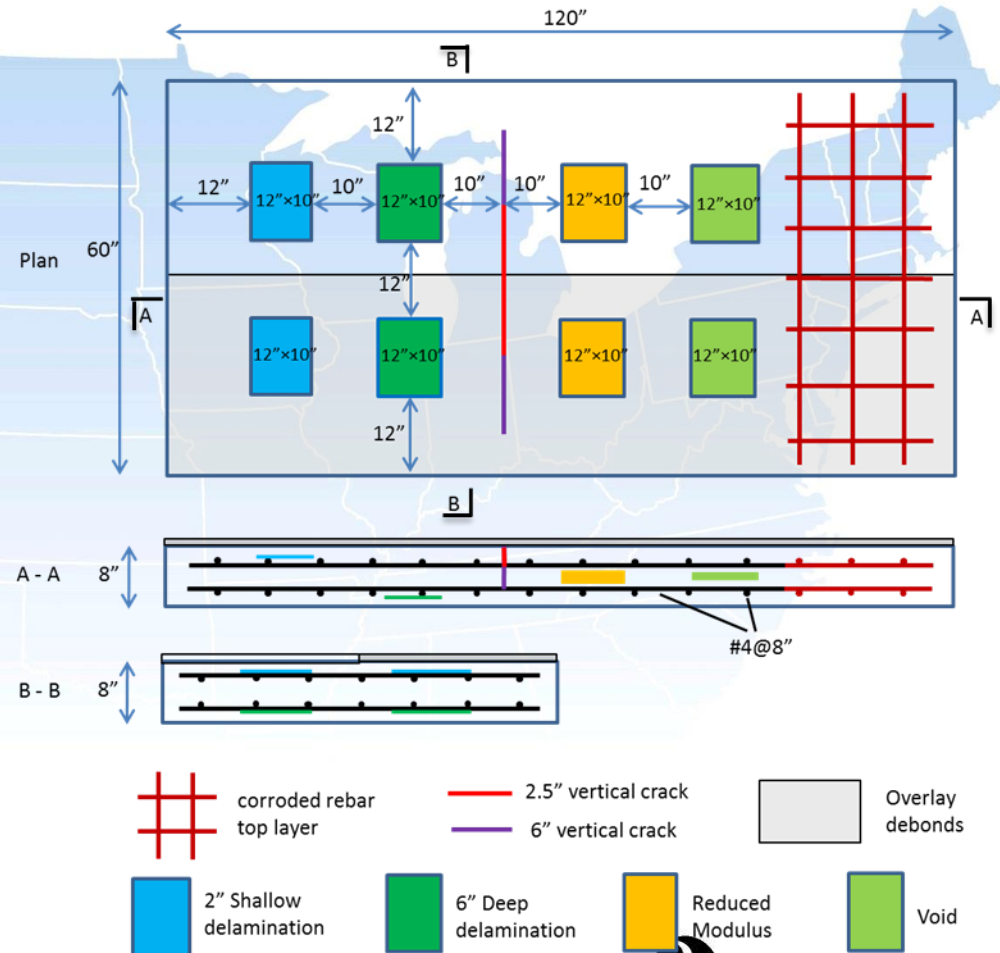 120”
B
12”
12”
10”
10”
10”
10”
12”×10”
12”×10”
12”×10”
12”×10”
Plan
60”
12”
A
A
12”×10”
12”×10”
12”×10”
12”×10”
12”
B
A - A
8”
#4@8”
B - B
8”
corroded rebar
top layer
2.5” vertical crack
6” vertical crack
Overlay
debonds
2” Shallow
delamination
6” Deep
delamination
Reduced
Modulus
Void